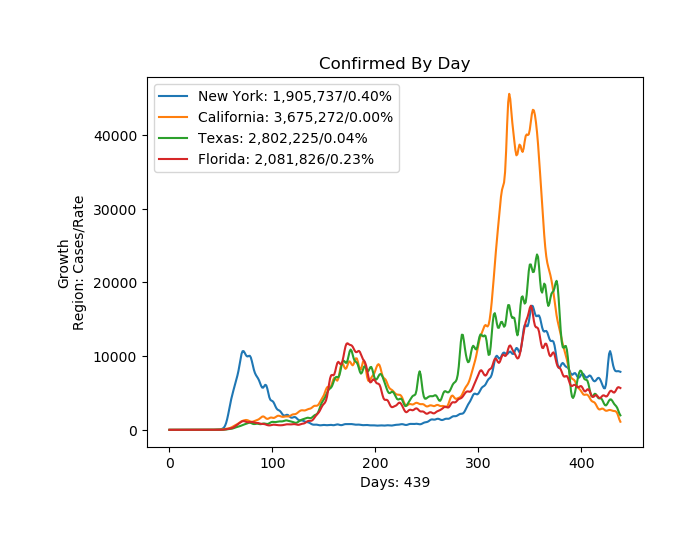 Confirmed By Day
New York: 1,905,737/0.40%
California: 3,675,272/0.00%
Texas: 2,802,225/0.04%
Florida: 2,081,826/0.23%
Growth
Region: Cases/Rate
40000
30000
20000
10000
0
0 100 200 300 400
Days: 439